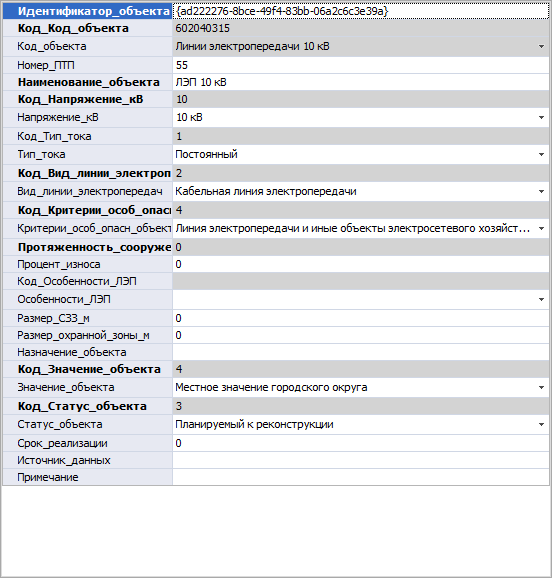 Идентификатор_объекта {ad222276-8bce-49f4-83bb-06a2c6c3e39a}
Код_Код_объекта 602040315
Код_объекта Линии электропередачи 10 кВ
Номер_ПТП 55
Наименование_объекта ЛЭП 10 кВ
Код_Напряжение_кВ 10
Напряжение_кВ 10 кВ
Код_Тип_тока 1
Тип_тока Постоянный
Код_Вид_линии_электроп 2
Вид_линии_электропередач Кабельная линия электропередачи
Код_Критерии_особ_опас 4
Критерии_особ_опасн_объект Линия электропередачи и иные объекты электросетевого хозяйст...
Протяженность_сооруже 0
Процент_износа 0
Код_Особенности_ЛЭП
Особенности_ЛЭП
Размер_СЗЗ_м 0
Размер_охранной_зоны_м 0
Назначение_объекта
Код_Значение_объекта 4
Значение_объекта Местное значение городского округа
Код_Статус_объекта 3
Статус_объекта Планируемый к реконструкции
Срок_реализации 0
Источник_данных
Примечание